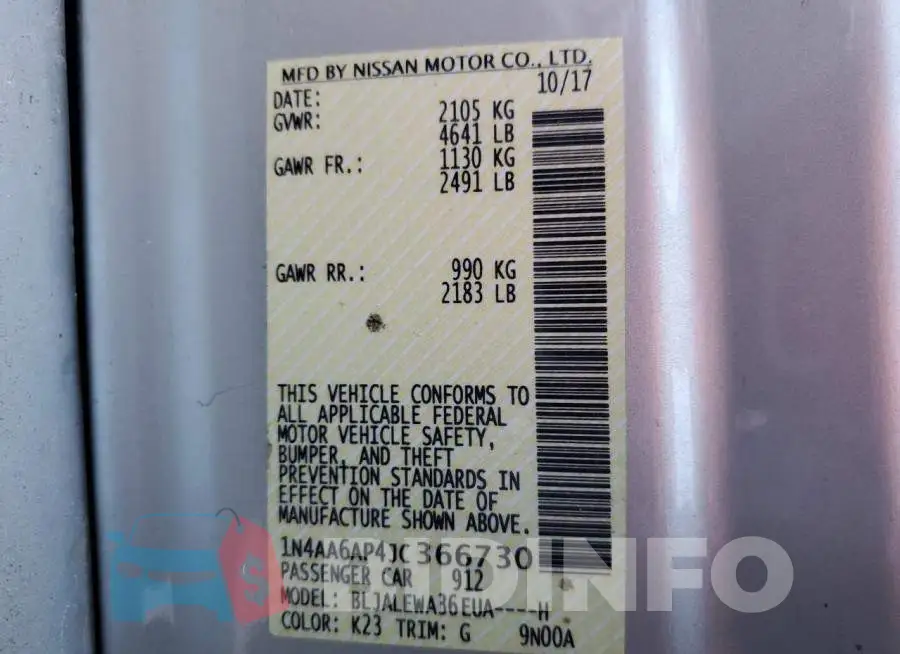 MFD BY NISSAN MOTOR CO., LTD.
DATE: 10/17
GVWR: 2105 KG
4641 LB
GAWR FR.: 1130 KG
2491 LB
GAWR RR.: 990 KG
2183 LB
THIS VEHICLE CONFORMS TO
ALL APPLICABLE FEDERAL
MOTOR VEHICLE SAFETY,
BUMPER, AND THEFT
PREVENTION STANDARDS IN
EFFECT ON THE DATE OF
MANUFACTURE SHOWN ABOVE.
1N4AA6AP4JC366730
PASSENGER CAR 912
MODEL: BLJALEWA36EUA----H
COLOR: K23 TRIM: G 9N00A